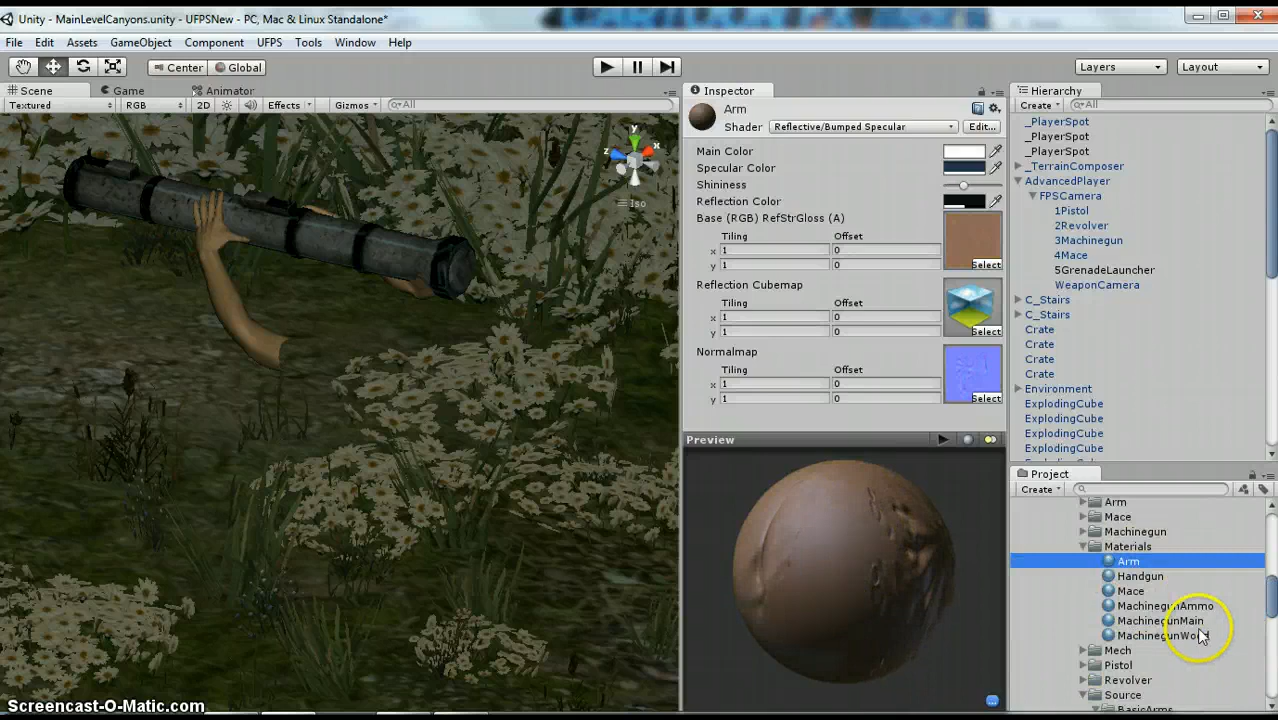 Unity - MainLevelCanyons.unity - UFPSNew - PC, Mac & Linux Standalone*
File Edit Assets GameObject Component UFPS Tools Window Help
Center Global Layers Layout
Scene Game Animator
Textured RGB 2D Effects Gizmos All
y
x
z
Iso
Inspector
Arm
Shader Reflective/Bumped Specular Edit...
Main Color
Specular Color
Shininess
Reflection Color
Base (RGB) RefStrGloss (A)
Tiling Offset
x 1 0
y 1 0
Select
Reflection Cubemap
Tiling Offset
x 1 0
y 1 0
Select
Normalmap
Tiling Offset
x 1 0
y 1 0
Select
Preview
Hierarchy
Create All
_PlayerSpot
_PlayerSpot
_PlayerSpot
_TerrainComposer
AdvancedPlayer
FPSCamera
1Pistol
2Revolver
3Machinegun
4Mace
5GrenadeLauncher
WeaponCamera
C_Stairs
C_Stairs
Crate
Crate
Crate
Crate
Environment
ExplodingCube
ExplodingCube
ExplodingCube
ExplodingCube
Project
Create
Arm
Mace
Machinegun
Materials
Arm
Handgun
Mace
MachinegunAmmo
MachinegunMain
Mech
Pistol
Revolver
Source
BasicArms
Screencast-O-Matic.com